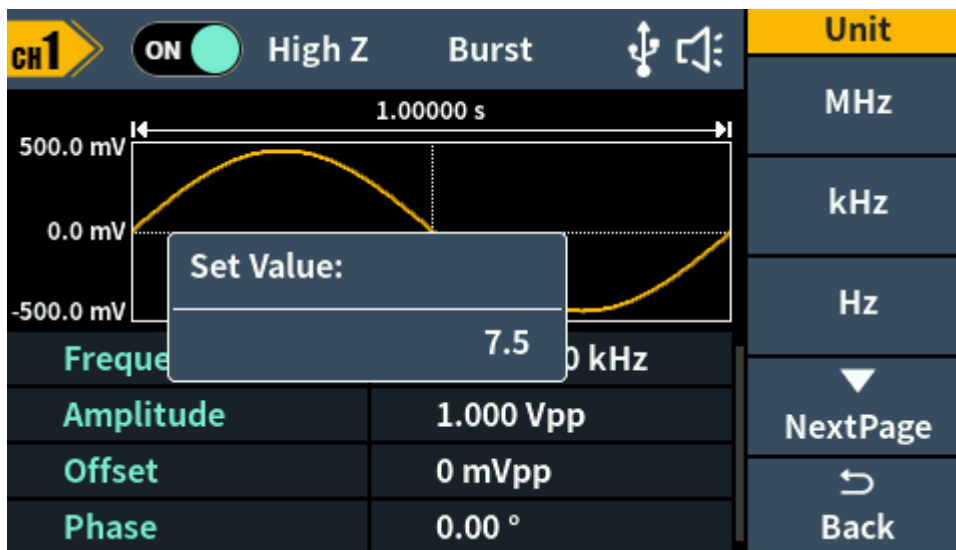 CH1 ON High Z Burst
1.00000 s
500.0 mV
0.0 mV
-500.0 mV
Set Value:
7.5
Freque 0 kHz
Amplitude 1.000 Vpp
Offset 0 mVpp
Phase 0.00 °
Unit
MHz
kHz
Hz
NextPage
Back